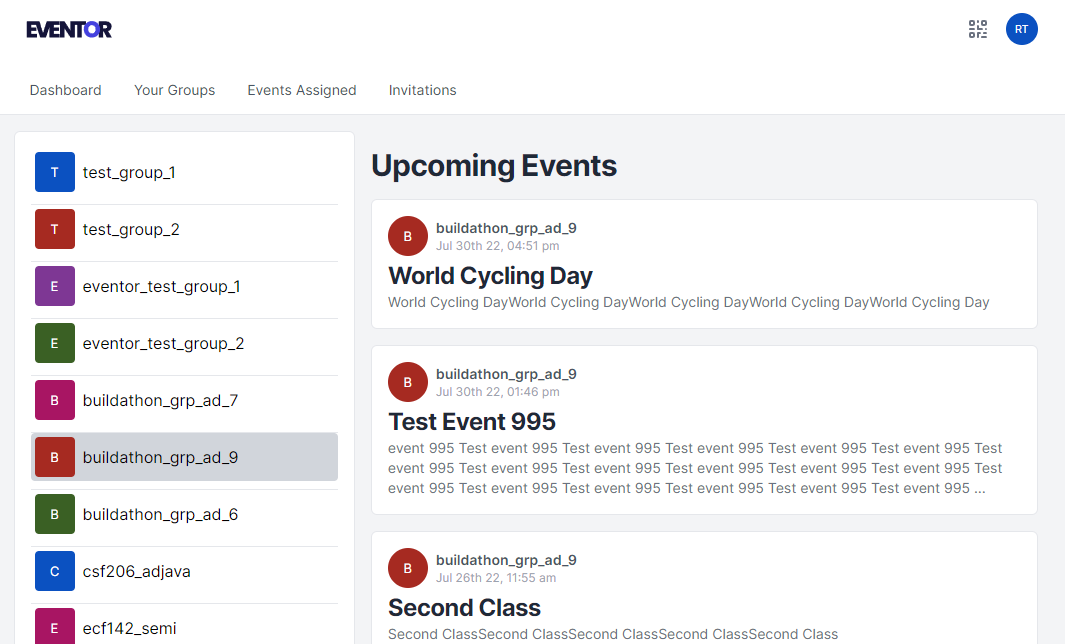 EVENTOR
RT
Dashboard Your Groups Events Assigned Invitations
T test_group_1
T test_group_2
E eventor_test_group_1
E eventor_test_group_2
B buildathon_grp_ad_7
B buildathon_grp_ad_9
B buildathon_grp_ad_6
C csf206_adjava
E ecf142_semi
Upcoming Events
B buildathon_grp_ad_9
Jul 30th 22, 04:51 pm
World Cycling Day
World Cycling DayWorld Cycling DayWorld Cycling DayWorld Cycling DayWorld Cycling Day
B buildathon_grp_ad_9
Jul 30th 22, 01:46 pm
Test Event 995
event 995 Test event 995 Test event 995 Test event 995 Test event 995 Test event 995 Test
event 995 Test event 995 Test event 995 Test event 995 Test event 995 Test event 995 Test
event 995 Test event 995 Test event 995 Test event 995 Test event 995 Test event 995 ...
B buildathon_grp_ad_9
Jul 26th 22, 11:55 am
Second Class
Second ClassSecond ClassSecond ClassSecond ClassSecond Class